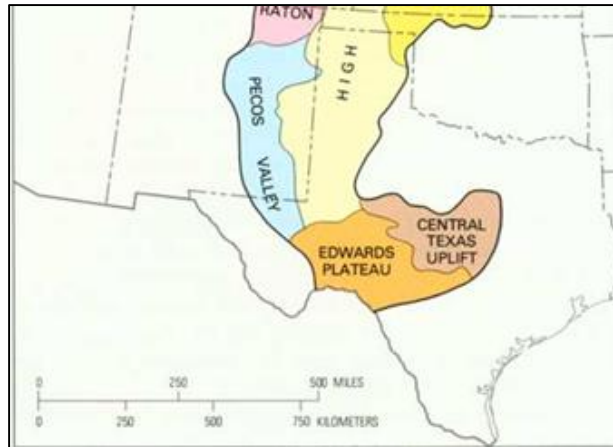 RATON
HIGH
PECOS
VALLEY
CENTRAL
TEXAS
UPLIFT
EDWARDS
PLATEAU
0 250 500 MILES
0 250 500 750 KILOMETERS